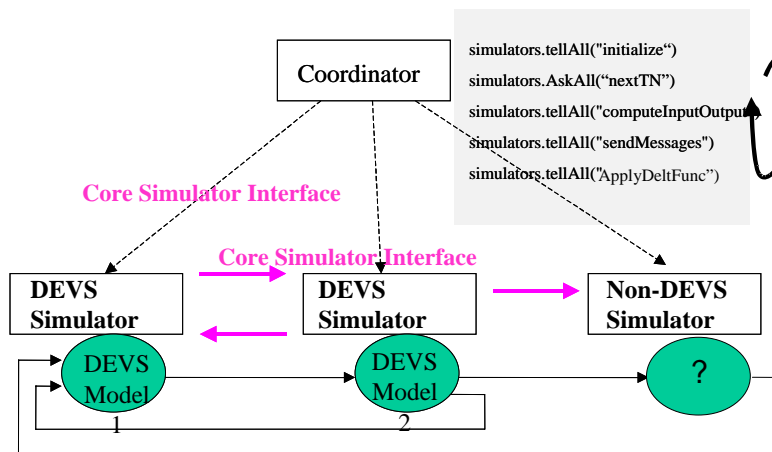 Coordinator
simulators.tellAll("initialize“)
simulators.AskAll(“nextTN”)
simulators.tellAll("computeInputOutput")
simulators.tellAll("sendMessages")
simulators.tellAll("ApplyDeltFunc”)
Core Simulator Interface
Core Simulator Interface
DEVS
Simulator
DEVS
Simulator
Non-DEVS
Simulator
DEVS
Model
1
DEVS
Model
2
?